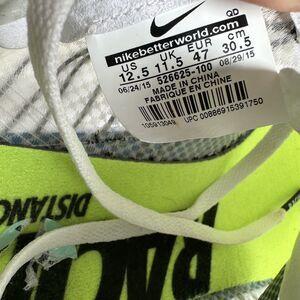 QD
nikebetterworld.com
US UK EUR cm
12.5 11.5 47 30.5
06/24/15 526625-100 08/29/15
MADE IN CHINA
FABRIQUÉ EN CHINE
105913049
UPC 00886915391750
DISTANC